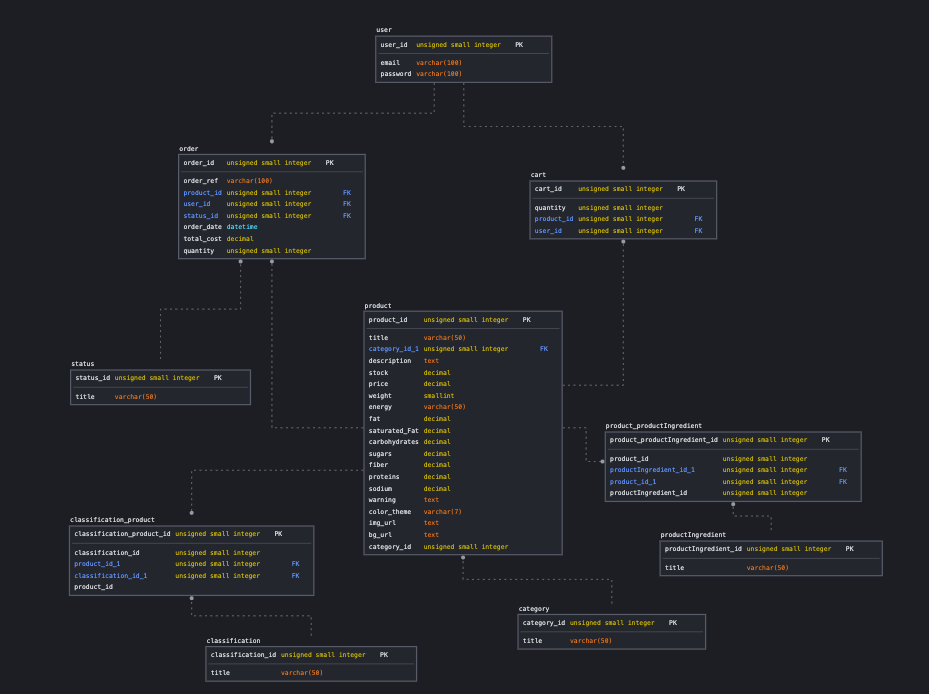 user
user_id unsigned small integer PK
email varchar(100)
password varchar(100)
order
order_id unsigned small integer PK
order_ref varchar(100)
product_id unsigned small integer FK
user_id unsigned small integer FK
status_id unsigned small integer FK
order_date datetime
total_cost decimal
quantity unsigned small integer
cart
cart_id unsigned small integer PK
quantity unsigned small integer
product_id unsigned small integer FK
user_id unsigned small integer FK
product
product_id unsigned small integer PK
title varchar(50)
category_id_1 unsigned small integer FK
description text
stock decimal
price decimal
weight smallint
energy varchar(50)
fat decimal
saturated_Fat decimal
carbohydrates decimal
sugars decimal
fiber decimal
proteins decimal
sodium decimal
warning text
color_theme varchar(7)
img_url text
bg_url text
category_id unsigned small integer
status
status_id unsigned small integer PK
title varchar(50)
product_productIngredient
product_productIngredient_id unsigned small integer PK
product_id unsigned small integer
productIngredient_id_1 unsigned small integer FK
product_id_1 unsigned small integer FK
productIngredient_id unsigned small integer
classification_product
classification_product_id unsigned small integer PK
classification_id unsigned small integer
product_id_1 unsigned small integer FK
classification_id_1 unsigned small integer FK
product_id
productIngredient
productIngredient_id unsigned small integer PK
title varchar(50)
category
category_id unsigned small integer PK
title varchar(50)
classification
classification_id unsigned small integer PK
title varchar(50)